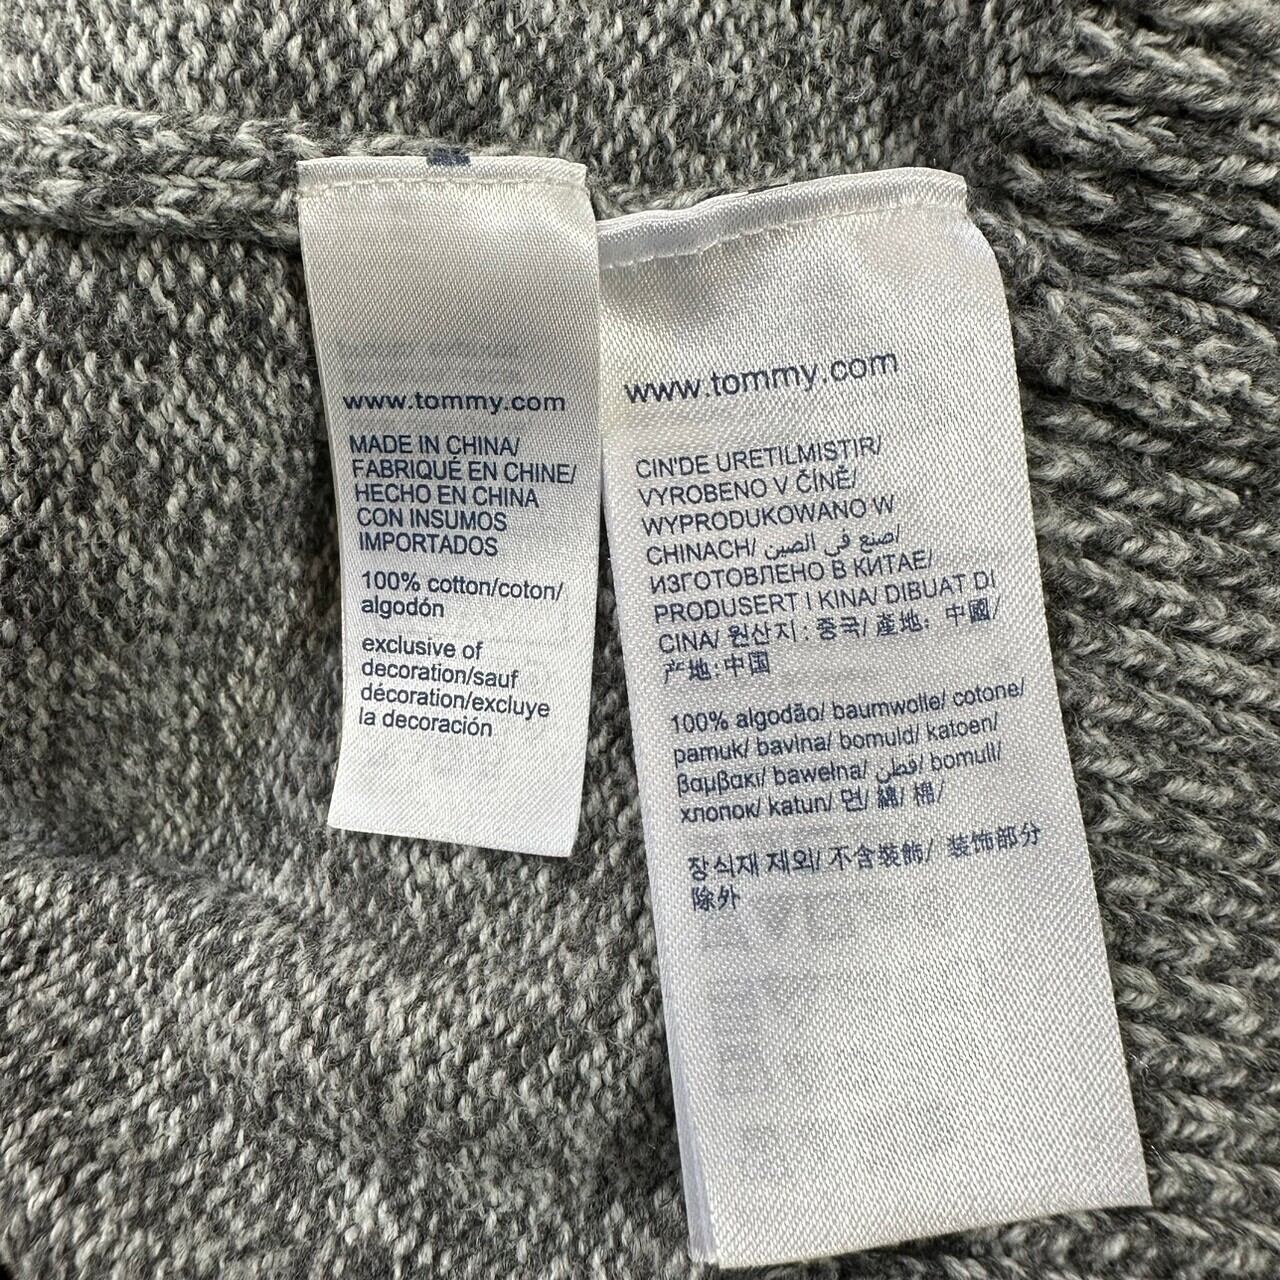 www.tommy.com
MADE IN CHINA/
FABRIQUÉ EN CHINE/
HECHO EN CHINA
CON INSUMOS
IMPORTADOS
100% cotton/coton/
algodón
exclusive of
decoration/sauf
décoration/excluye
la decoración
www.tommy.com
CIN'DE URETILMISTIR/
VYROBENO V ČÍNĚ/
WYPRODUKOWANO W
CHINACH/ صنع في الصين/
ИЗГОТОВЛЕНО В КИТАЕ/
PRODUSERT I KINA/ DIBUAT DI
CINA/ 원산지: 중국/ 產地: 中國/
产地:中国
100% algodão/ baumwolle/ cotone/
pamuk/ bavlna/ bomuld/ katoen/
βαμβακι/ bawełna/ قطن/ bomull/
хлопок/ katun/ 면/ 綿/ 棉/
장식재 제외/ 不含裝飾/ 装饰部分
除外